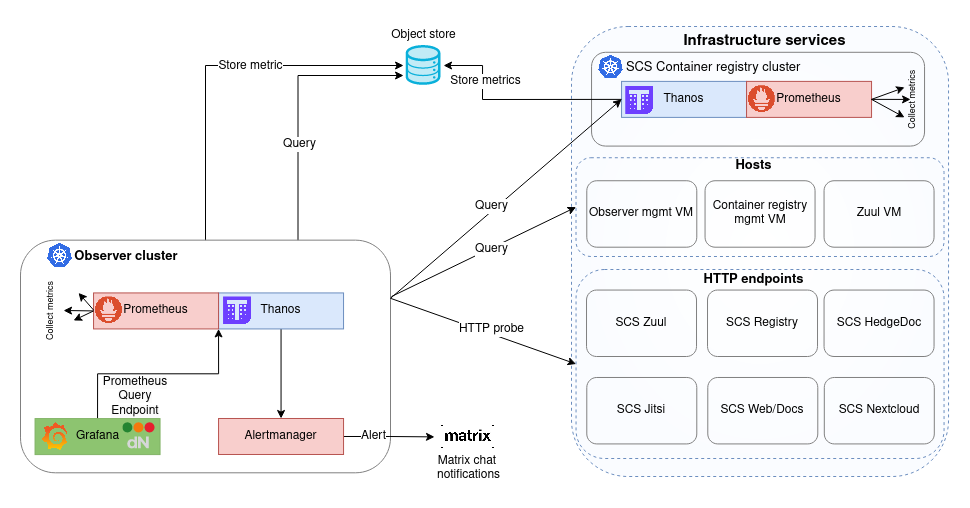 Object store
Infrastructure services
SCS Container registry cluster
Store metric
Store metrics
Thanos
Prometheus
Collect metrics
Query
Hosts
Observer mgmt VM
Container registry
mgmt VM
Zuul VM
Query
Query
Observer cluster
HTTP endpoints
Collect metrics
Prometheus
Thanos
HTTP probe
SCS Zuul
SCS Registry
SCS HedgeDoc
Prometheus
Query
Endpoint
SCS Jitsi
SCS Web/Docs
SCS Nextcloud
Grafana
dN
Alertmanager
Alert
[matrix]
Matrix chat
notifications